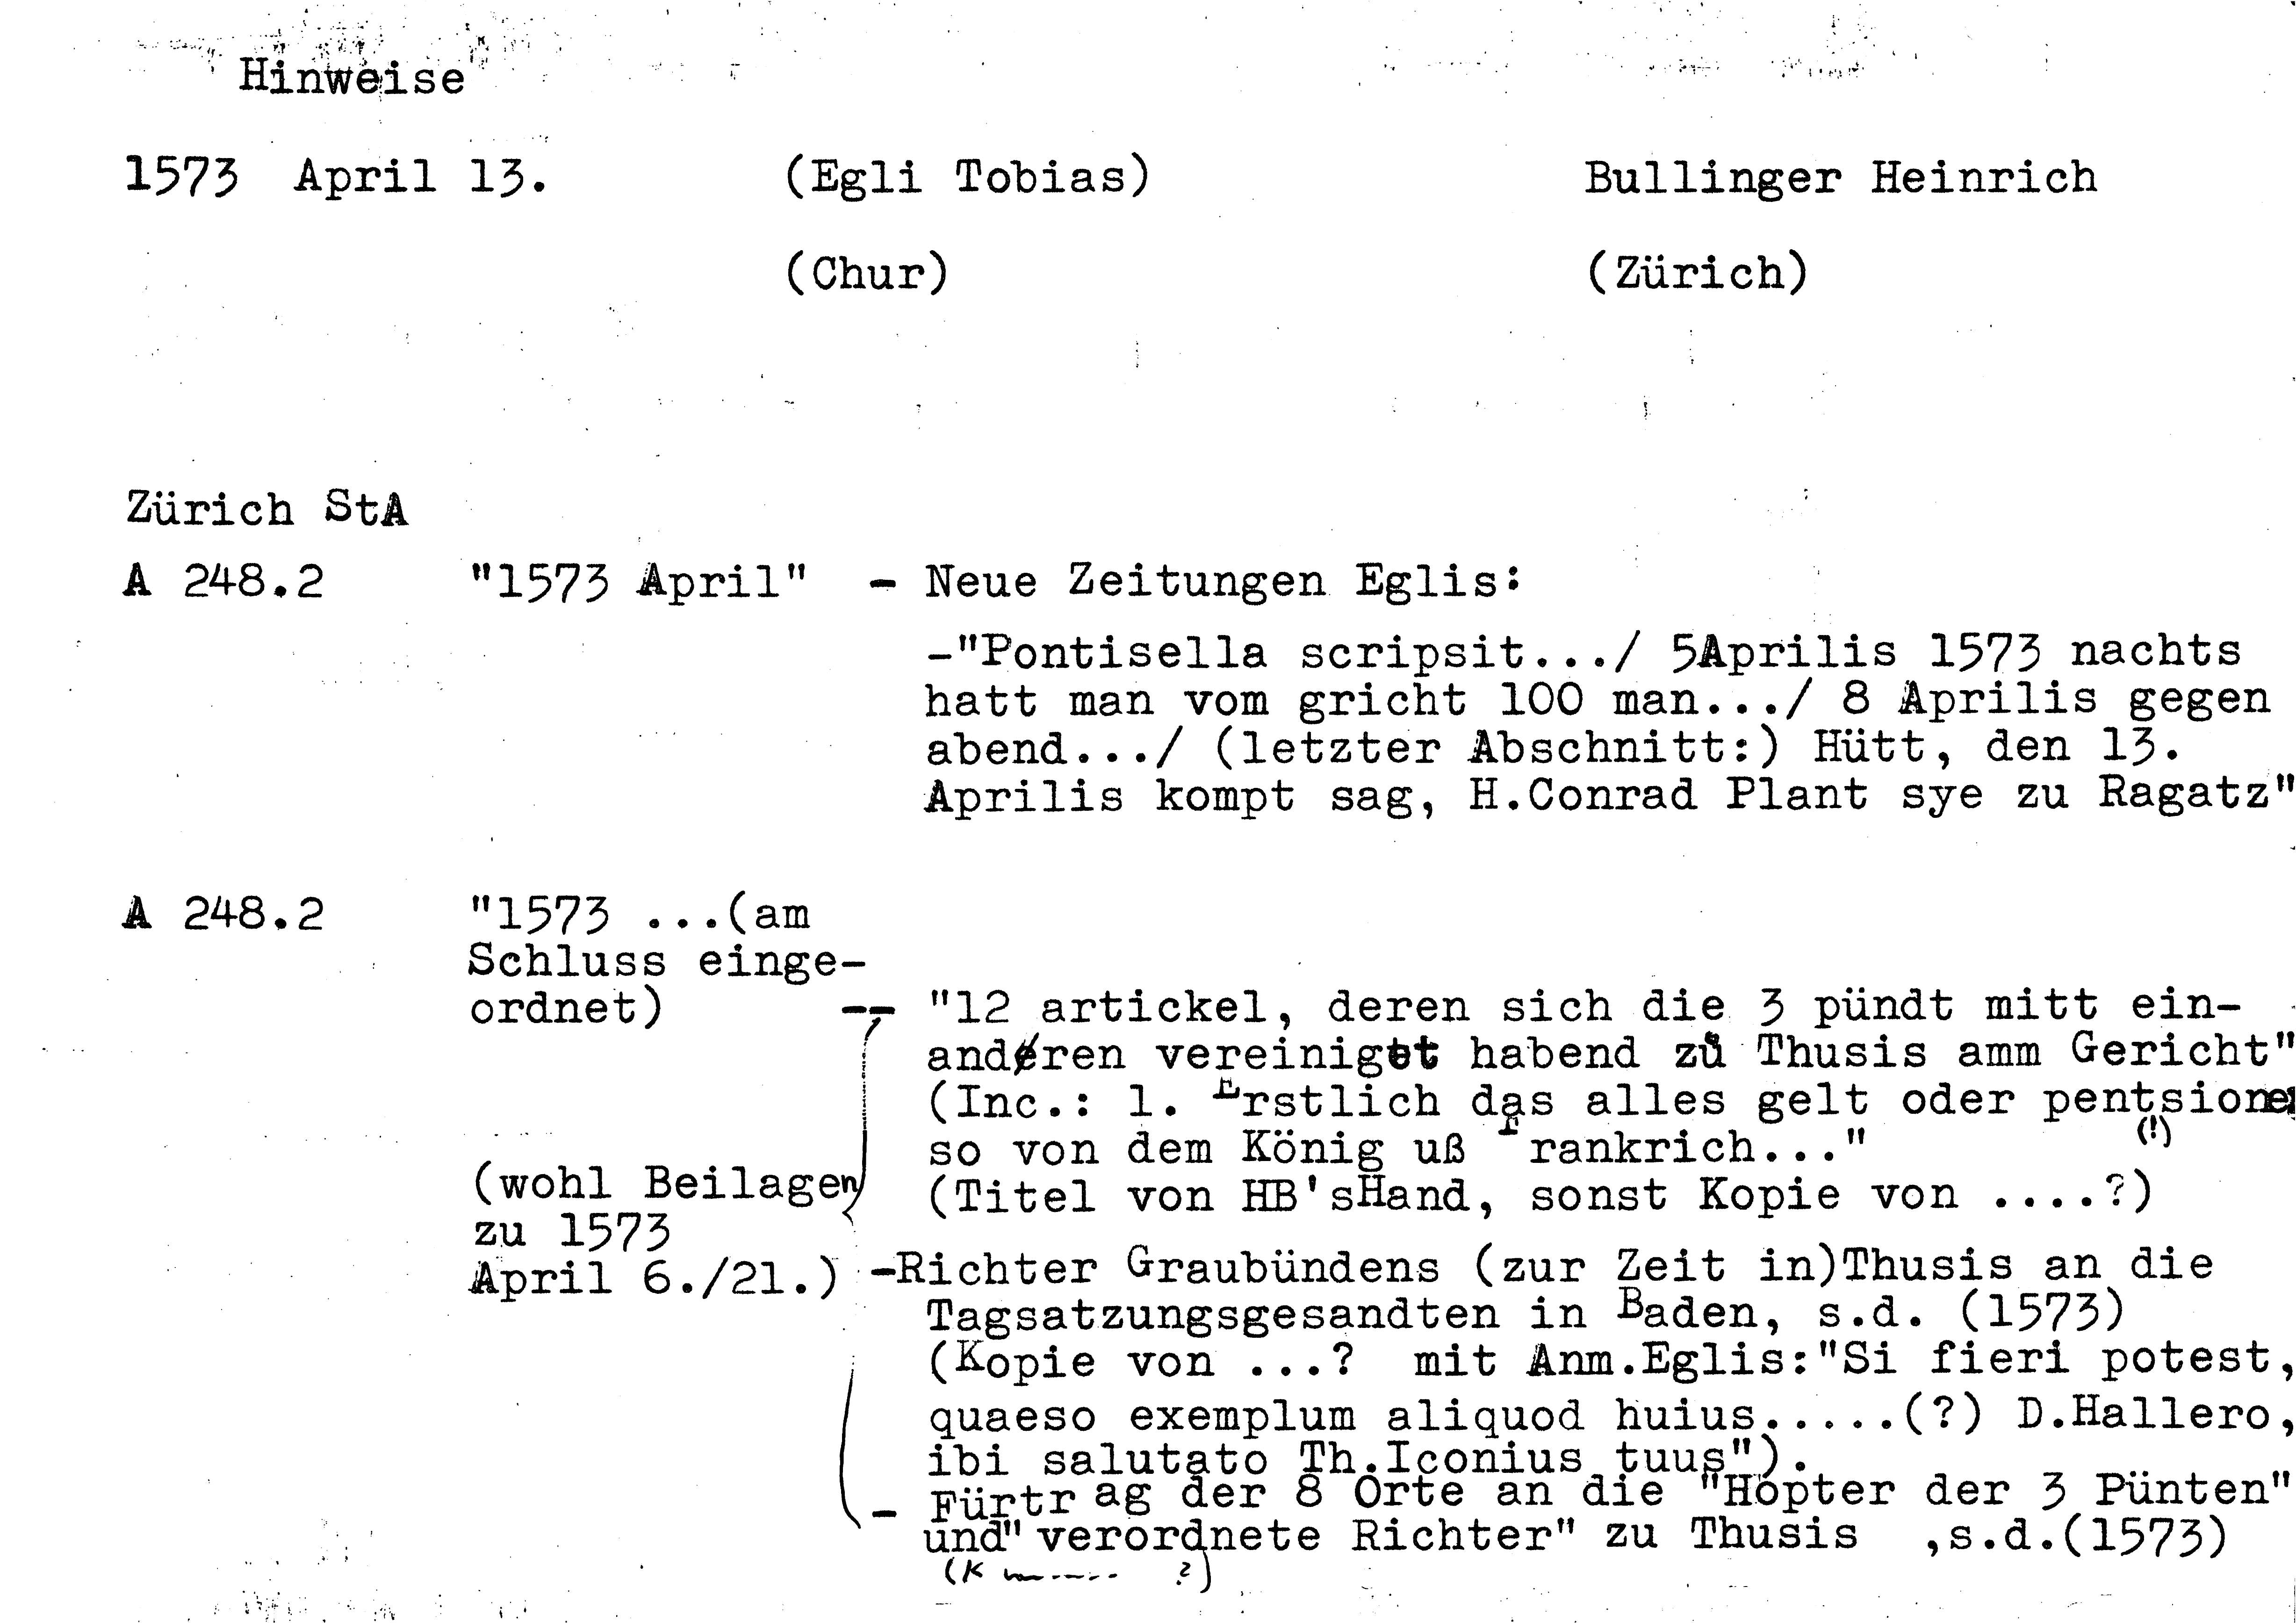 Hinweise
1573 April 13. (Egli Tobias) Bullinger Heinrich
(Chur) (Zürich)
Zürich StA
A 248.2 "1573 April" - Neue Zeitungen Eglis:
-"Pontisella scripsit.../ 5Aprilis 1573 nachts
hatt man vom gricht 100 man.../ 8 Aprilis gegen
abend.../ (letzter Abschnitt:) Hütt, den 13.
Aprilis kompt sag, H.Conrad Plant sye zu Ragatz"
A 248.2 "1573 ...(am
Schluss einge-
ordnet) -- "12 artickel, deren sich die 3 pündt mitt ein-
anderen vereiniget habend zů Thusis amm Gericht"
(Inc.: 1. Erstlich das alles gelt oder pentsionen
(!)
so von dem König uß Frankrich..."
(wohl Beilagen (Titel von HB'sHand, sonst Kopie von ....?)
zu 1573
April 6./21.) -Richter Graubündens (zur Zeit in)Thusis an die
Tagsatzungsgesandten in Baden, s.d. (1573)
(Kopie von ...? mit Anm.Eglis:"Si fieri potest,
quaeso exemplum aliquod huius.....(?) D.Hallero,
ibi salutato Th.Iconius tuus").
- Fürtrag der 8 Orte an die "Höpter der 3 Pünten"
und" verordnete Richter" zu Thusis ,s.d.(1573)
(K ?)